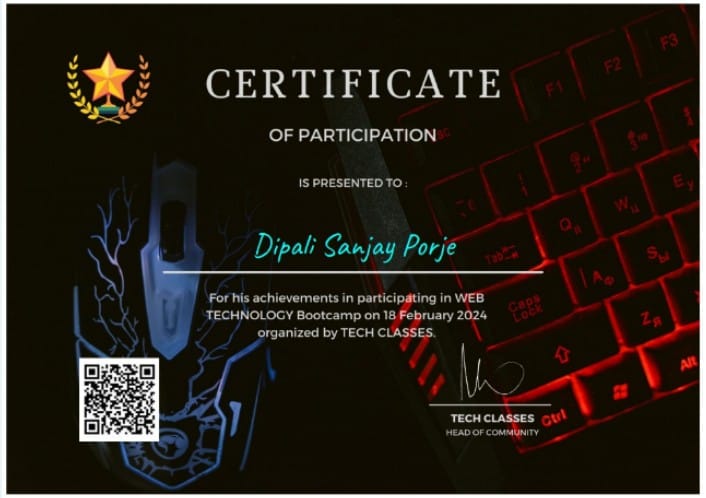 CERTIFICATE
OF PARTICIPATION
IS PRESENTED TO :
Dipali Sanjay Porje
For his achievements in participating in WEB
TECHNOLOGY Bootcamp on 18 February 2024
organized by TECH CLASSES.
TECH CLASSES
HEAD OF COMMUNITY
F1
F2
F3
Tab
Q Я
W Ц
E У
Caps
Lock
A Ф
S Ы
Z Я
Ctrl
Alt